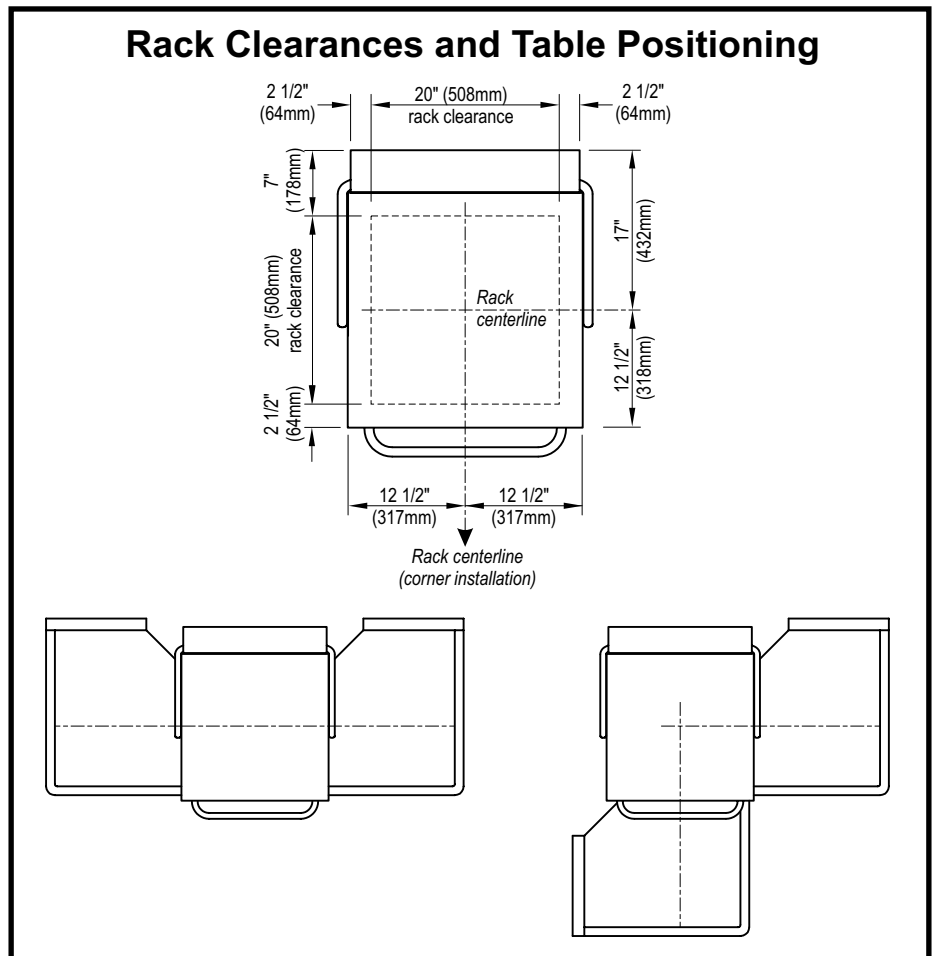 Rack Clearances and Table Positioning
2 1/2"
(64mm)
20" (508mm)
rack clearance
2 1/2"
(64mm)
7"
(178mm)
17"
(432mm)
20" (508mm)
rack clearance
Rack
centerline
12 1/2"
(318mm)
2 1/2"
(64mm)
12 1/2"
(317mm)
12 1/2"
(317mm)
Rack centerline
(corner installation)